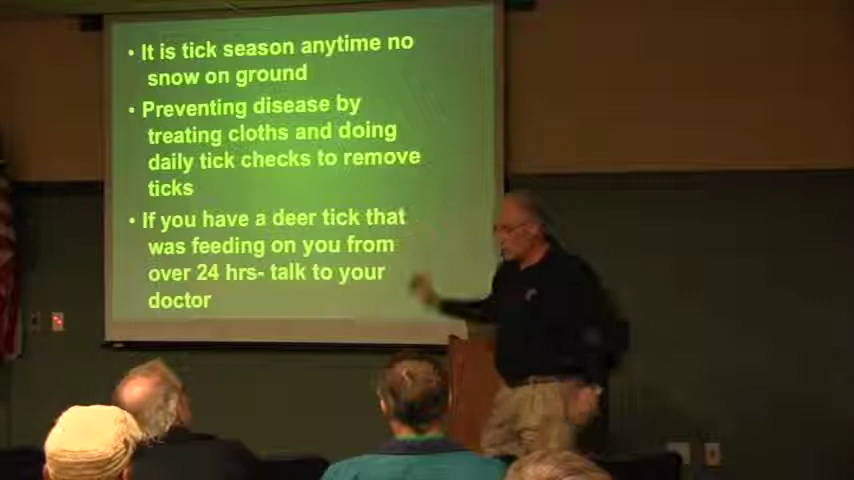 • It is tick season anytime no
snow on ground
• Preventing disease by
treating cloths and doing
daily tick checks to remove
ticks
• If you have a deer tick that
was feeding on you from
over 24 hrs- talk to your
doctor